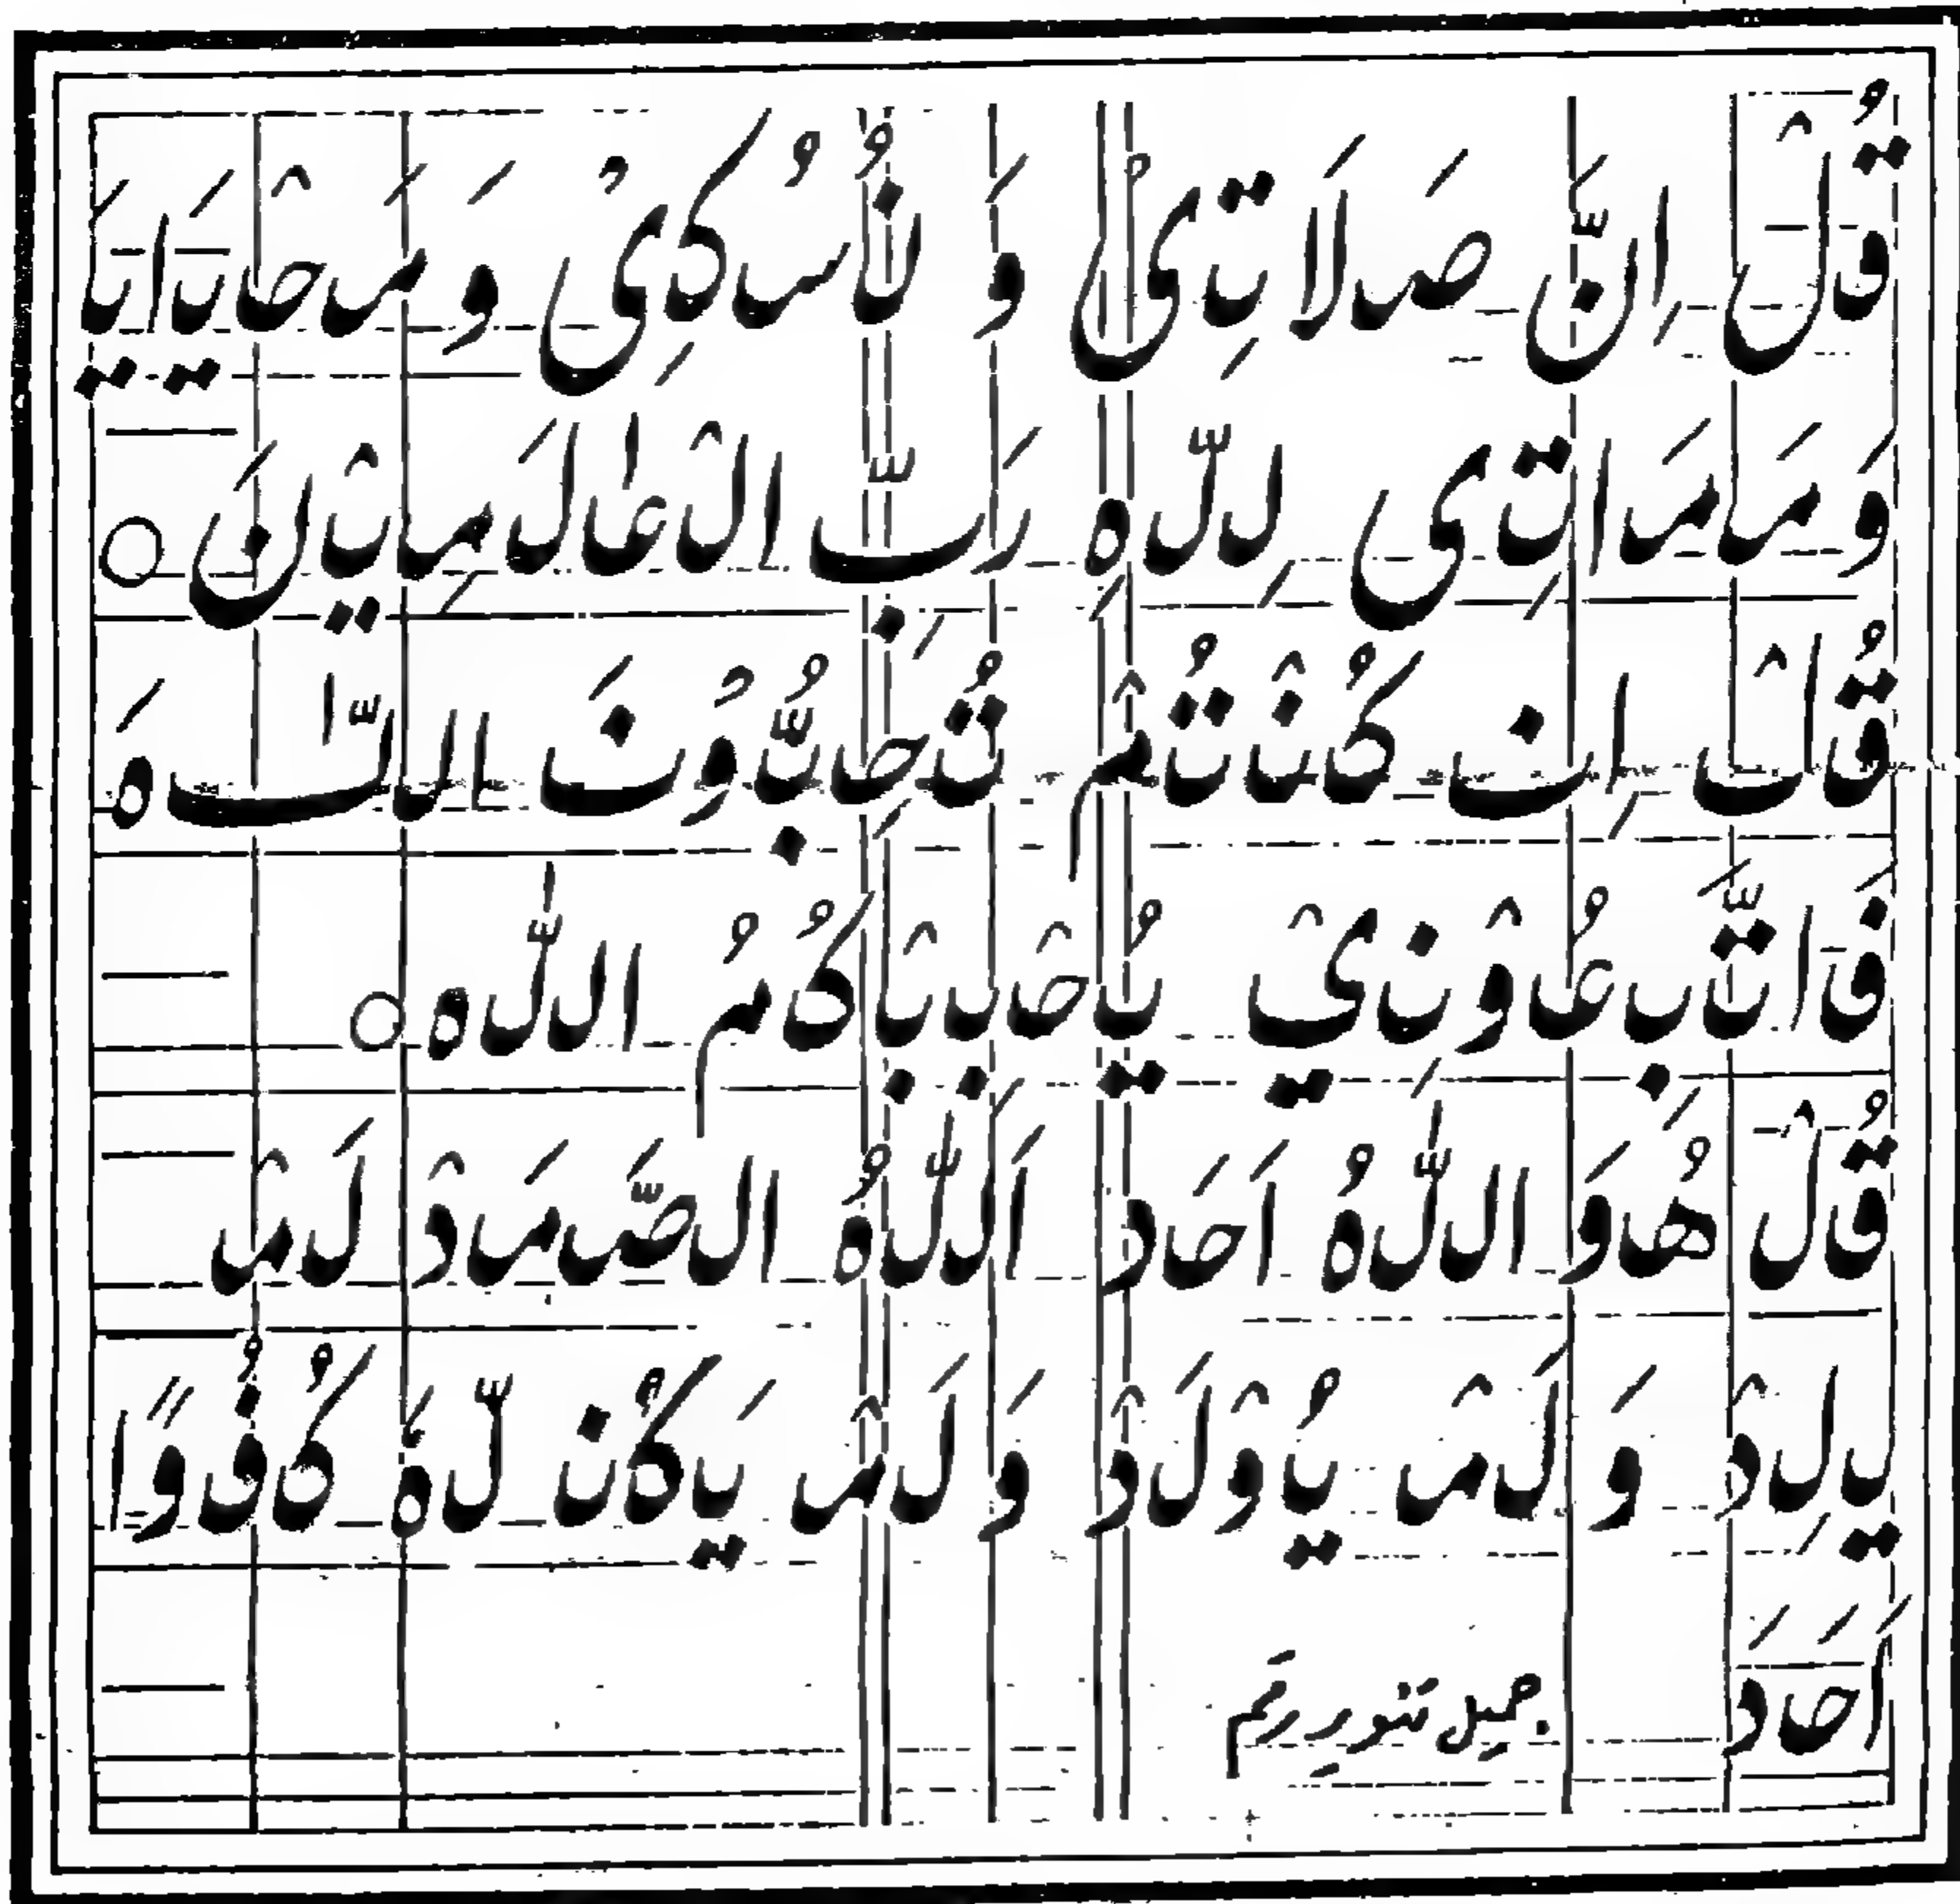 قُلْ اِنَّ صَلَاتِیْ وَ نُسُکِیْ وَ مَحْیَایَ
وَ مَمَاتِی لِلّٰہِ رَبِّ الْعٰلَمِیْنَ ○
قُلْ اِن کُنْتُمْ تُحِبُّوْنَ اللّٰہَ
فَاتَّبِعُوْنِیْ یُحْبِبْکُمُ اللّٰہ ○
قُلْ ھُوَ اللّٰہُ اَحَد اَللّٰہُ الصَّمَدْ لَمْ
یَلِدْ وَ لَمْ یُوْلَدْ وَ لَمْ یَکُنْ لَّہٗ کُفُوًا
اَحَد جمیل تنویر رقم